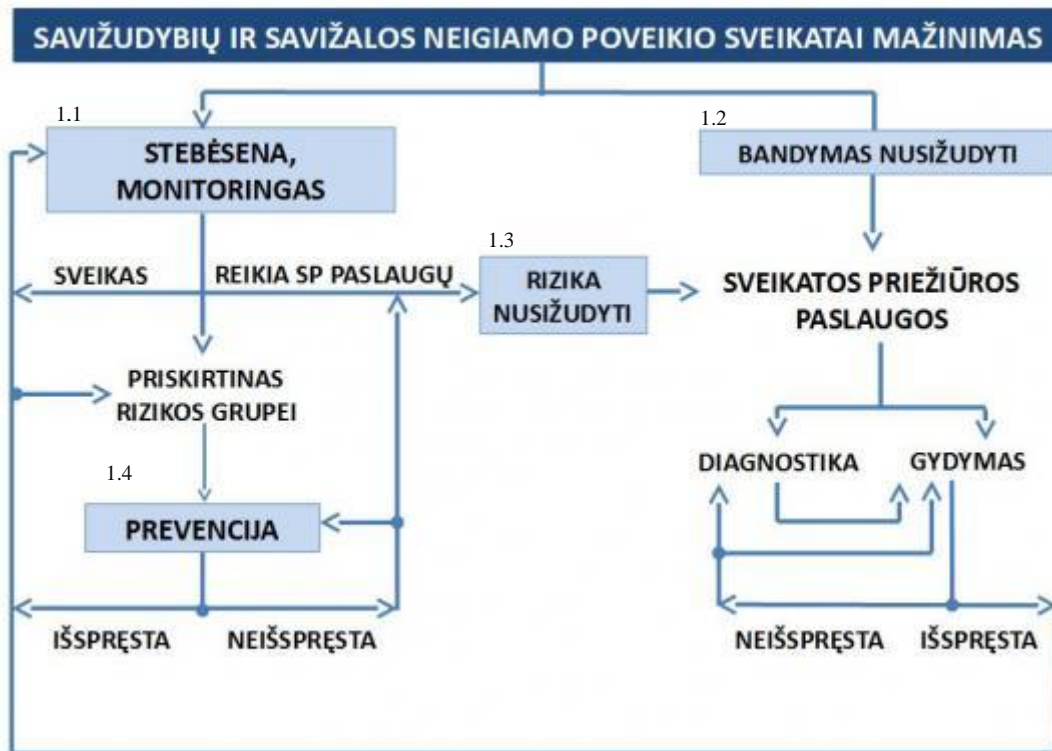 SAVIŽUDYBIŲ IR SAVIŽALOS NEIGIAMO POVEIKIO SVEIKATAI MAŽINIMAS
1.1
STEBĖSENA,
MONITORINGAS
1.2
BANDYMAS NUSIŽUDYTI
SVEIKAS
REIKIA SP PASLAUGŲ
1.3
RIZIKA
NUSIŽUDYTI
SVEIKATOS PRIEŽIŪROS
PASLAUGOS
PRISKIRTINAS
RIZIKOS GRUPEI
1.4
PREVENCIJA
DIAGNOSTIKA
GYDYMAS
IŠSPRĘSTA
NEIŠSPRĘSTA
NEIŠSPRĘSTA
IŠSPRĘSTA